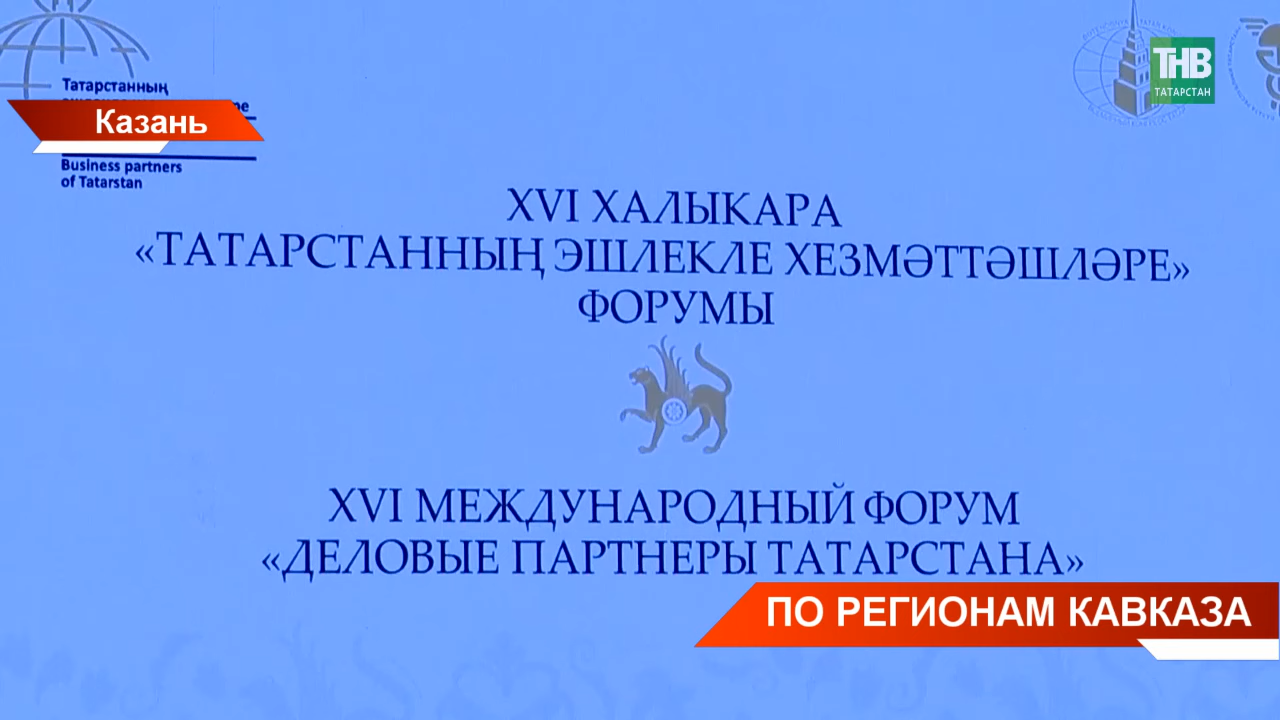 Татарстанның
Казань
Business partners
of Tatarstan
ТНВ
ТАТАРСТАН
XVI ХАЛЫКАРА
«ТАТАРСТАННЫҢ ЭШЛЕКЛЕ ХЕЗМӘТТӘШЛӘРЕ»
ФОРУМЫ
XVI МЕЖДУНАРОДНЫЙ ФОРУМ
«ДЕЛОВЫЕ ПАРТНЕРЫ ТАТАРСТАНА»
ПО РЕГИОНАМ КАВКАЗА